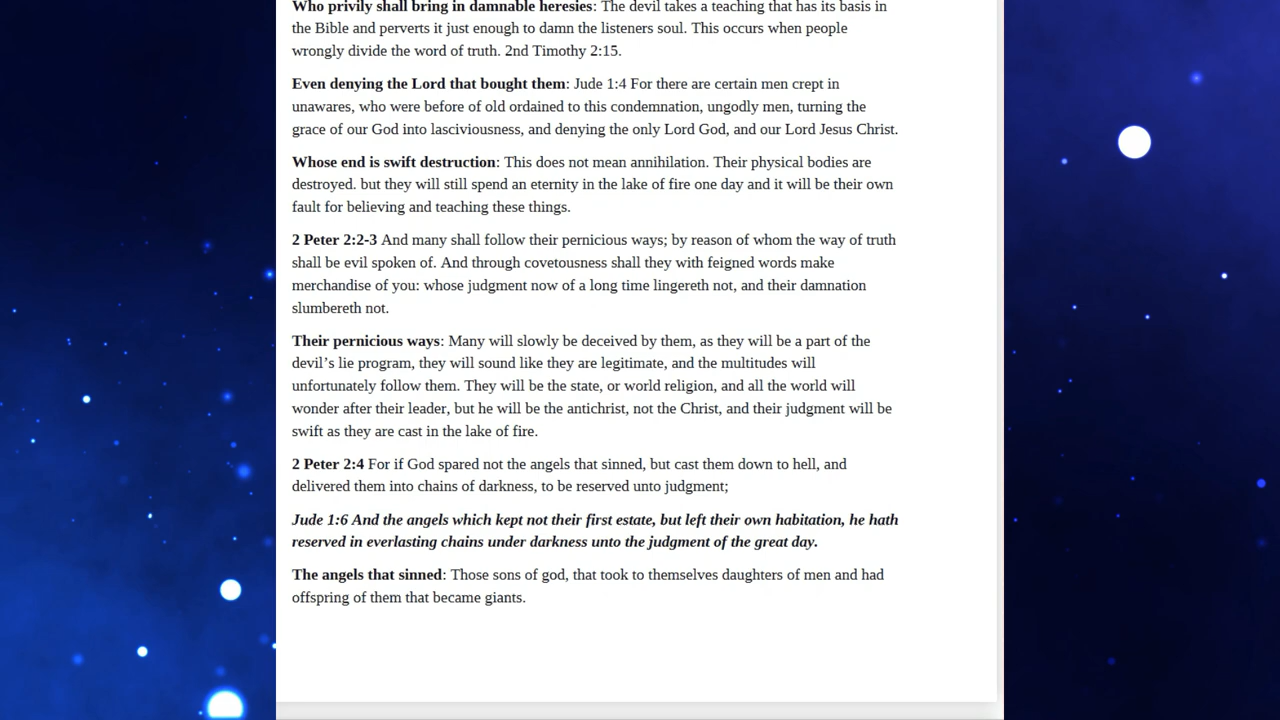 Who privily shall bring in damnable heresies: The devil takes a teaching that has its basis in
the Bible and perverts it just enough to damn the listeners soul. This occurs when people
wrongly divide the word of truth. 2nd Timothy 2:15.
Even denying the Lord that bought them: Jude 1:4 For there are certain men crept in
unawares, who were before of old ordained to this condemnation, ungodly men, turning the
grace of our God into lasciviousness, and denying the only Lord God, and our Lord Jesus Christ.
Whose end is swift destruction: This does not mean annihilation. Their physical bodies are
destroyed. but they will still spend an eternity in the lake of fire one day and it will be their own
fault for believing and teaching these things.
2 Peter 2:2-3 And many shall follow their pernicious ways; by reason of whom the way of truth
shall be evil spoken of. And through covetousness shall they with feigned words make
merchandise of you: whose judgment now of a long time lingereth not, and their damnation
slumbereth not.
Their pernicious ways: Many will slowly be deceived by them, as they will be a part of the
devil’s lie program, they will sound like they are legitimate, and the multitudes will
unfortunately follow them. They will be the state, or world religion, and all the world will
wonder after their leader, but he will be the antichrist, not the Christ, and their judgment will be
swift as they are cast in the lake of fire.
2 Peter 2:4 For if God spared not the angels that sinned, but cast them down to hell, and
delivered them into chains of darkness, to be reserved unto judgment;
Jude 1:6 And the angels which kept not their first estate, but left their own habitation, he hath
reserved in everlasting chains under darkness unto the judgment of the great day.
The angels that sinned: Those sons of god, that took to themselves daughters of men and had
offspring of them that became giants.